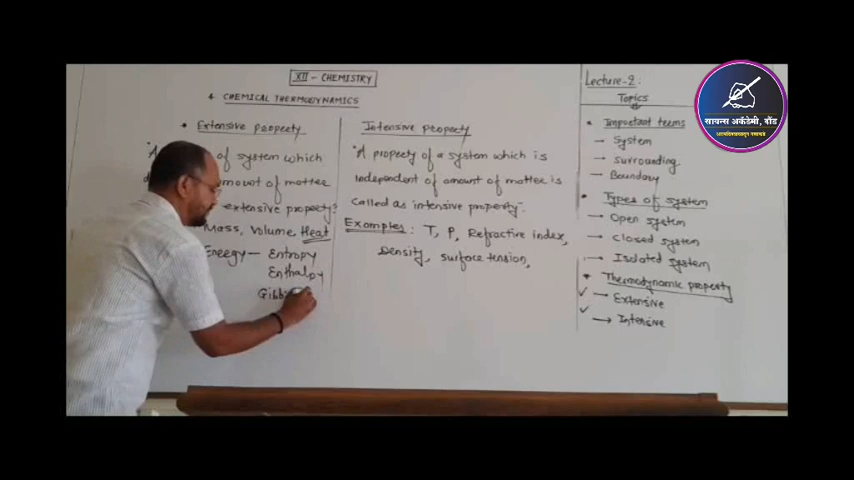 XII - CHEMISTRY
CHEMICAL THERMODYNAMICS
Extensive property
of system which
amount of matter
extensive property"
Mass, Volume, Heat
Energy — Entropy
Enthalpy
Gibb
Intensive property
"A property of a system which is
independent of amount of matter is
called as intensive property".
Examples : T, P, Refractive index,
Density, surface tension,
Lecture-2:
Topics
Important terms
→ System
→ surrounding
→ Boundary
Types of system
→ Open system
→ closed system
→ Isolated system
Thermodynamic property
✓ → Extensive
✓ → Intensive
सायन्स अकॅडेमी, दौंड